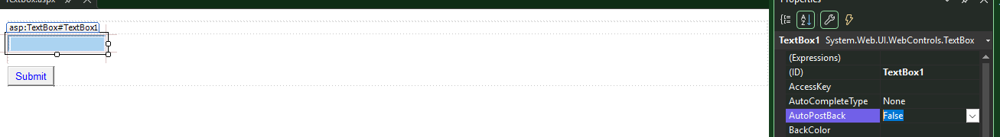 TextBox.aspx
Properties
asp:TextBox#TextBox1
Submit
TextBox1 System.Web.UI.WebControls.TextBox
(Expressions)
(ID) TextBox1
AccessKey
AutoCompleteType None
AutoPostBack False
BackColor